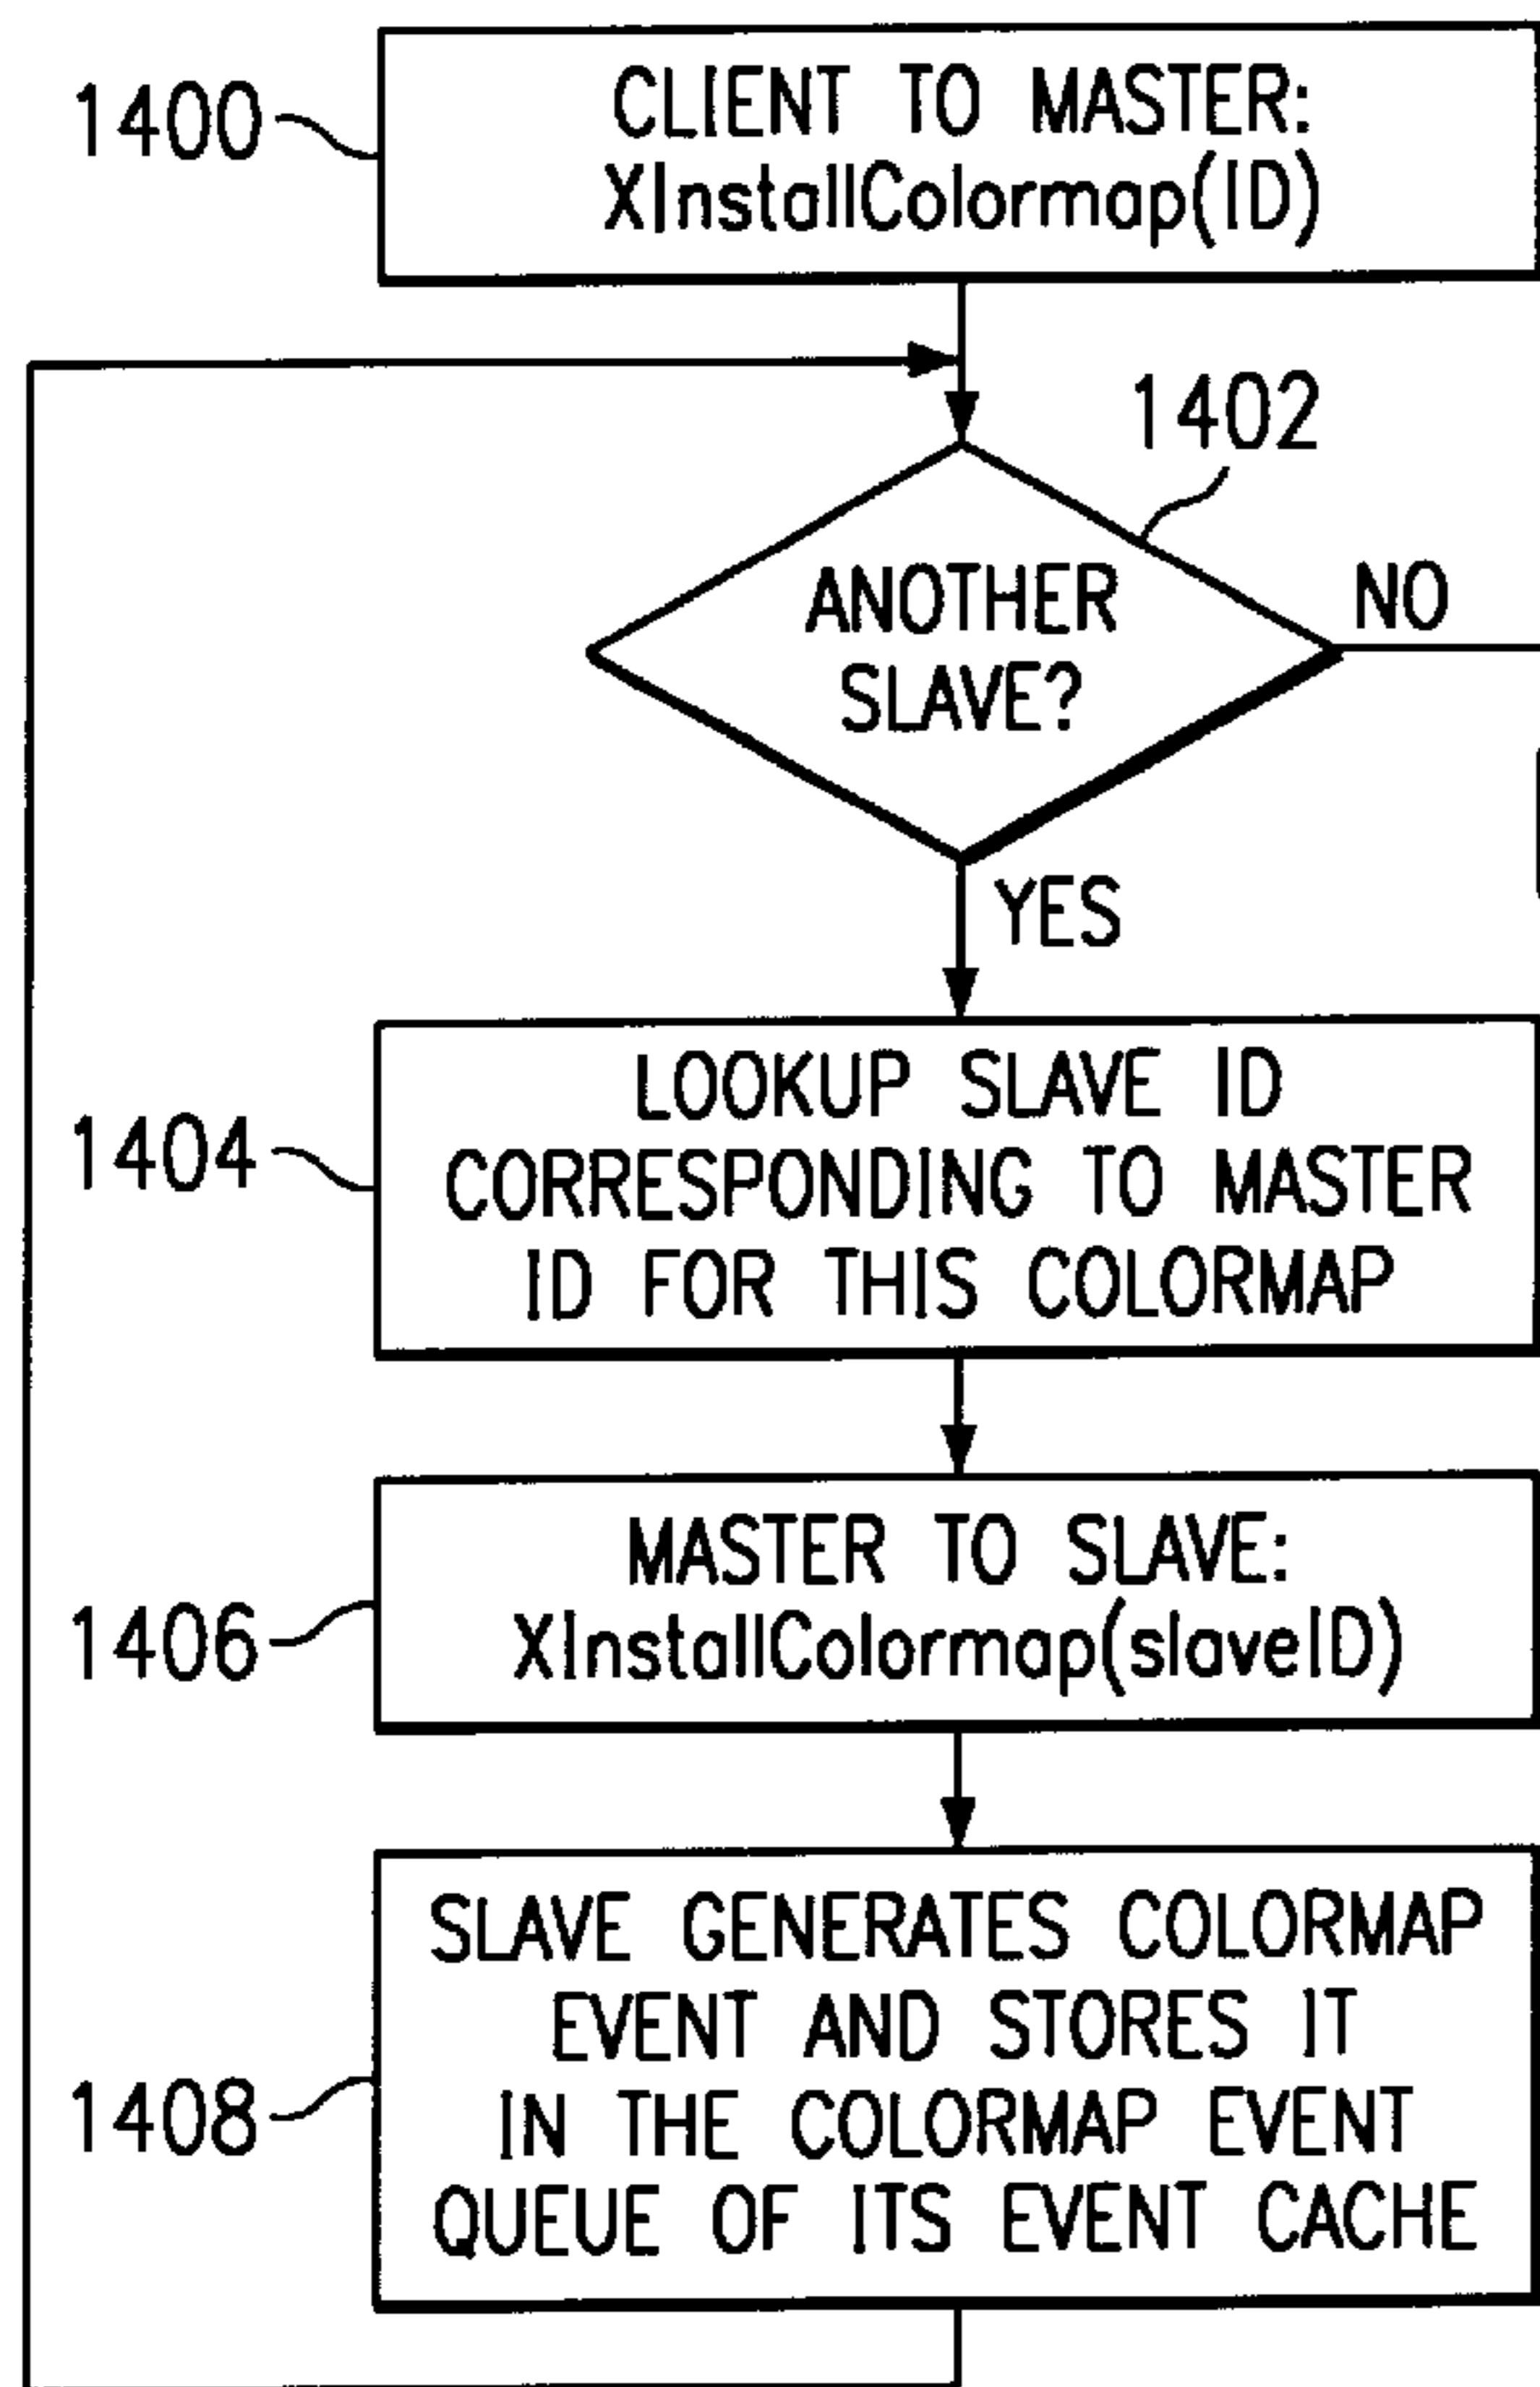 1400
CLIENT TO MASTER:
XInstallColormap(ID)
1402
ANOTHER
SLAVE?
NO
YES
1404
LOOKUP SLAVE ID
CORRESPONDING TO MASTER
ID FOR THIS COLORMAP
1406
MASTER TO SLAVE:
XInstallColormap(slaveID)
1408
SLAVE GENERATES COLORMAP
EVENT AND STORES IT
IN THE COLORMAP EVENT
QUEUE OF ITS EVENT CACHE